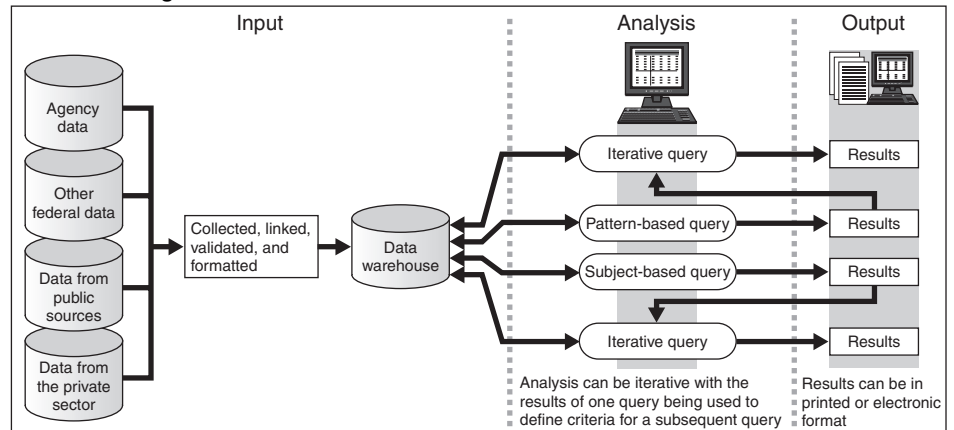 Input
Analysis
Output
Agency
data
Other
federal data
Data from
public
sources
Data from
the private
sector
Collected, linked,
validated, and
formatted
Data
warehouse
Iterative query
Results
Pattern-based query
Results
Subject-based query
Results
Iterative query
Results
Analysis can be iterative with the
results of one query being used to
define criteria for a subsequent query
Results can be in
printed or electronic
format